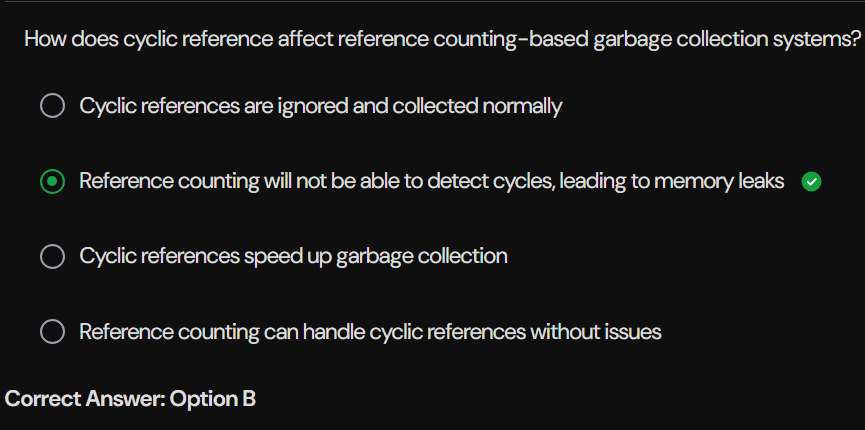 How does cyclic reference affect reference counting-based garbage collection systems?
Cyclic references are ignored and collected normally
Reference counting will not be able to detect cycles, leading to memory leaks
Cyclic references speed up garbage collection
Reference counting can handle cyclic references without issues
Correct Answer: Option B